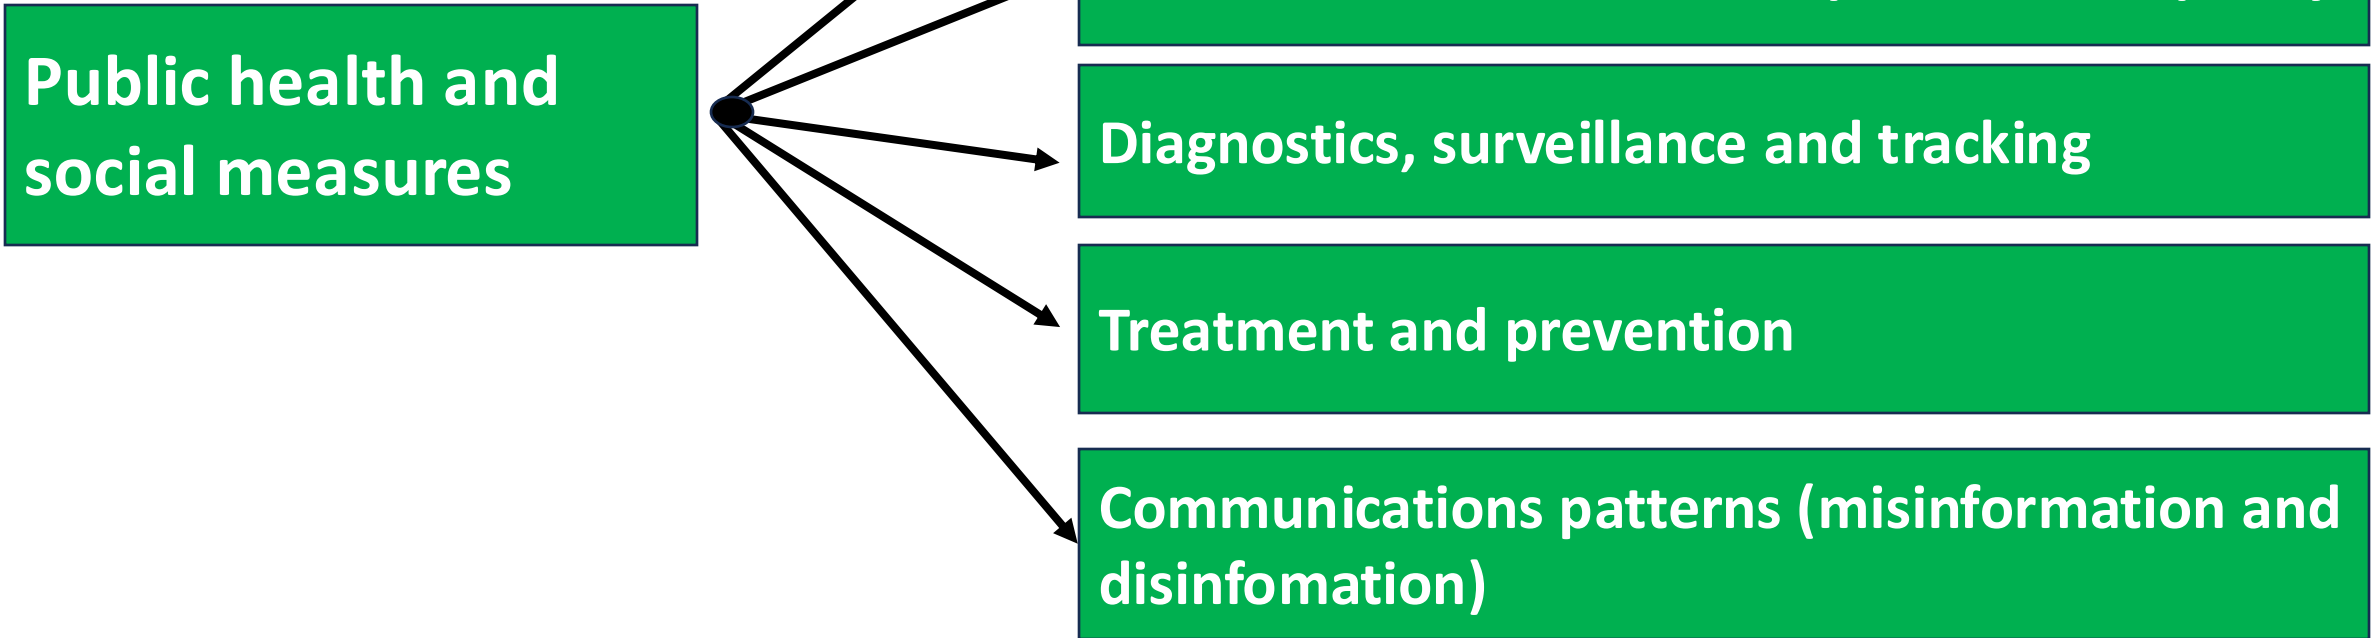 Public health and
social measures
Diagnostics, surveillance and tracking
Treatment and prevention
Communications patterns (misinformation and
disinfomation)